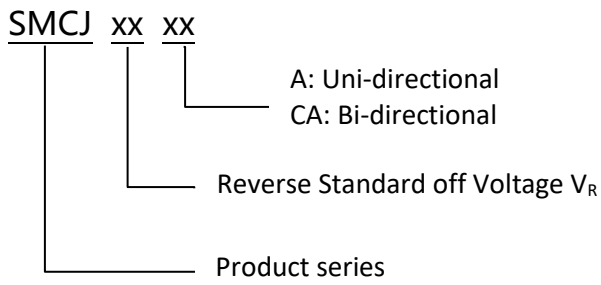 SMCJ xx xx
A: Uni-directional
CA: Bi-directional
Reverse Standard off Voltage VR
Product series